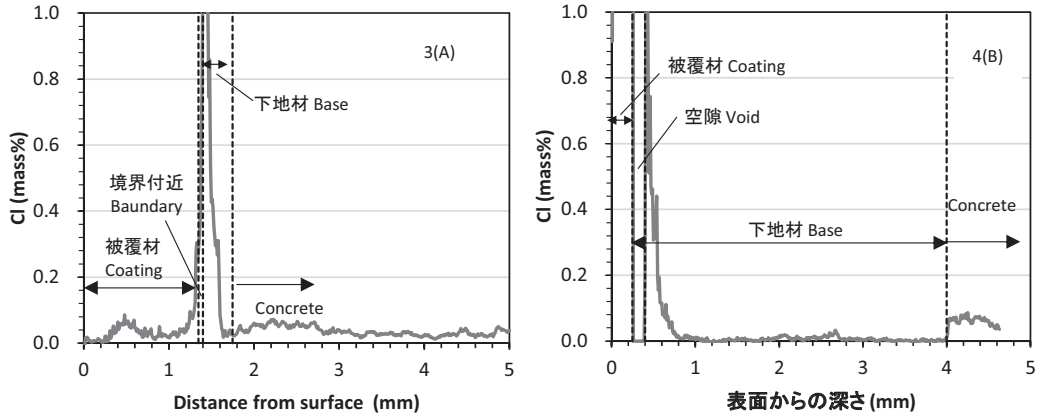 1.0
0.8
0.6
0.4
0.2
0.0
Cl (mass%)
3(A)
下地材 Base
境界付近
Baundary
被覆材
Coating
Concrete
0 1 2 3 4 5
Distance from surface (mm)
1.0
0.8
0.6
0.4
0.2
0.0
Cl (mass%)
4(B)
被覆材 Coating
空隙 Void
下地材 Base
Concrete
0 1 2 3 4 5
表面からの深さ (mm)